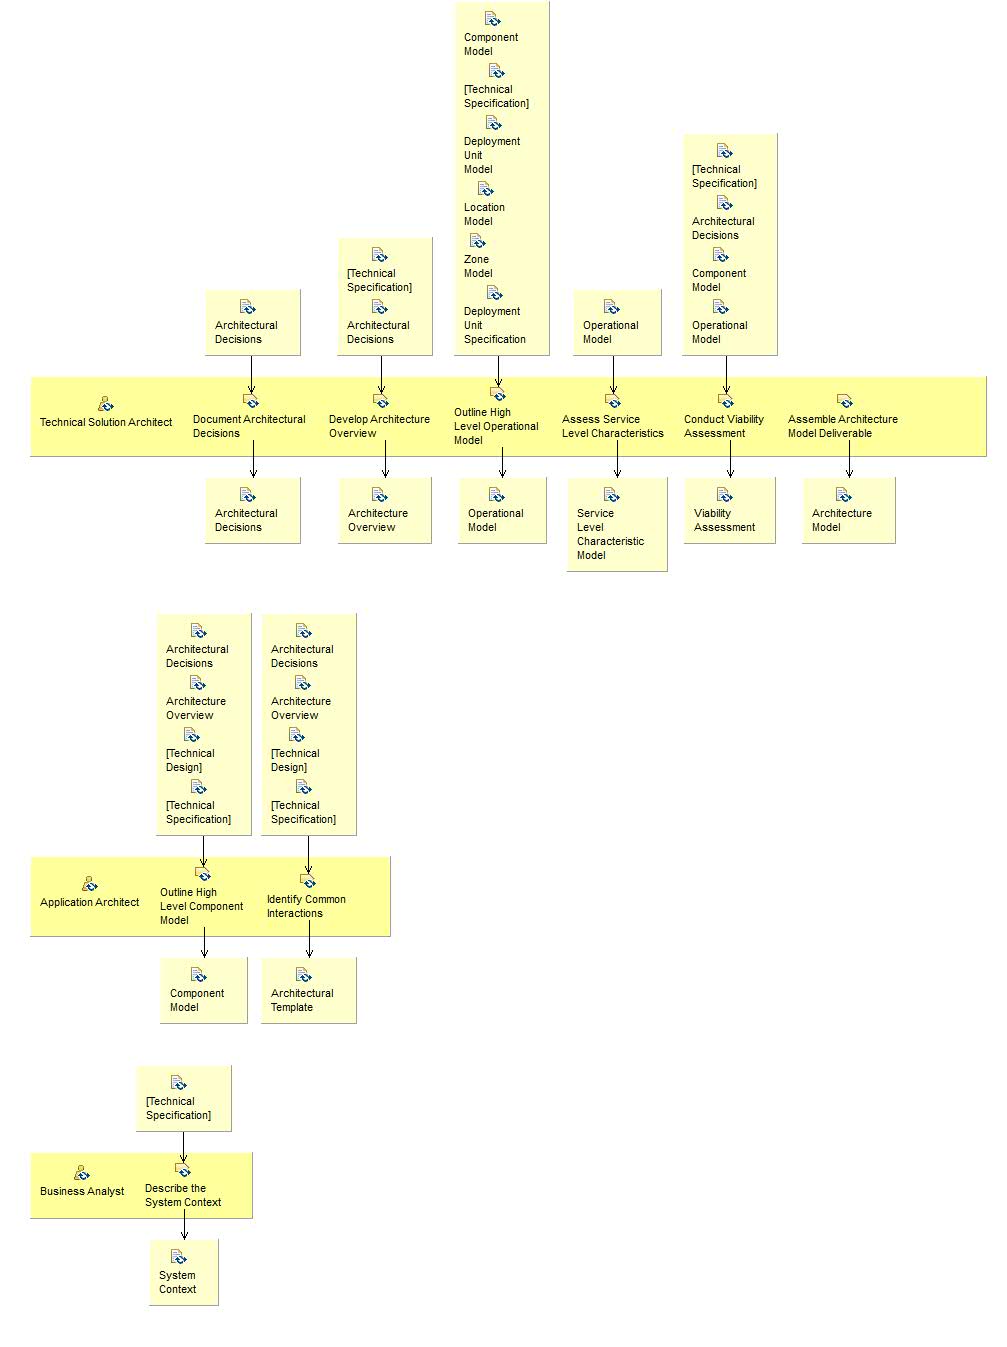 Component
Model
[Technical
Specification]
Deployment
Unit
Model
Location
Model
Zone
Model
Deployment
Unit
Specification
[Technical
Specification]
Architectural
Decisions
Component
Model
Operational
Model
[Technical
Specification]
Architectural
Decisions
Architectural
Decisions
Operational
Model
Technical Solution Architect
Document Architectural
Decisions
Develop Architecture
Overview
Outline High
Level Operational
Model
Assess Service
Level Characteristics
Conduct Viability
Assessment
Assemble Architecture
Model Deliverable
Architectural
Decisions
Architecture
Overview
Operational
Model
Service
Level
Characteristic
Model
Viability
Assessment
Architecture
Model
Architectural
Decisions
Architecture
Overview
[Technical
Design]
[Technical
Specification]
Architectural
Decisions
Architecture
Overview
[Technical
Design]
[Technical
Specification]
Application Architect
Outline High
Level Component
Model
Identify Common
Interactions
Component
Model
Architectural
Template
[Technical
Specification]
Business Analyst
Describe the
System Context
System
Context